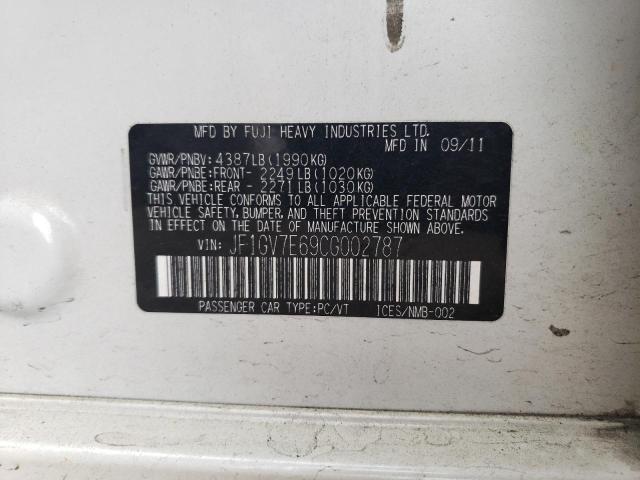 MFD BY FUJI HEAVY INDUSTRIES LTD.
MFD IN 09/11
GVWR/PNBV: 4387LB(1990KG)
GAWR/PNBE:FRONT- 2249LB(1020KG)
GAWR/PNBE:REAR - 2271LB(1030KG)
THIS VEHICLE CONFORMS TO ALL APPLICABLE FEDERAL MOTOR
VEHICLE SAFETY, BUMPER, AND THEFT PREVENTION STANDARDS
IN EFFECT ON THE DATE OF MANUFACTURE SHOWN ABOVE.
VIN: JF1GV7E69CG002787
PASSENGER CAR TYPE:PC/VT ICES/NMB-002